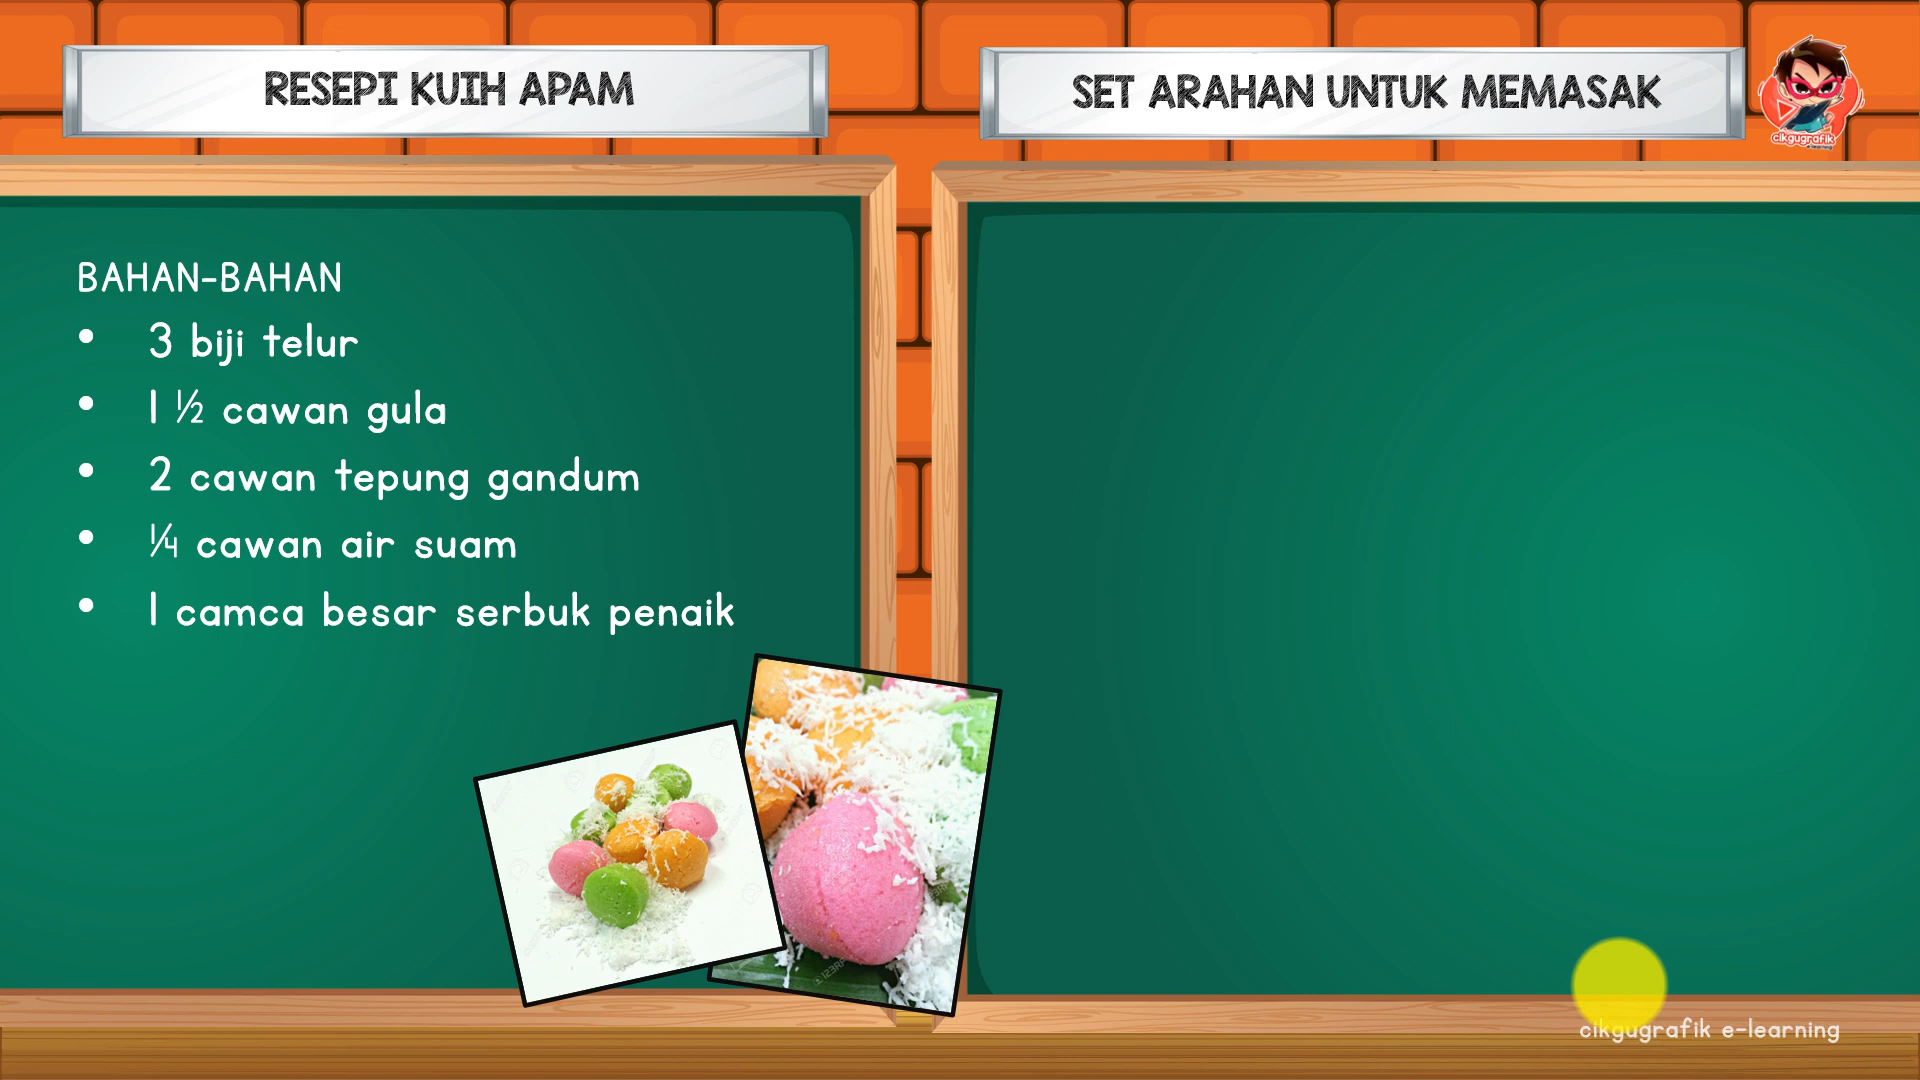 RESEPI KUIH APAM
SET ARAHAN UNTUK MEMASAK
cikgugrafik
e-learning
BAHAN-BAHAN
• 3 biji telur
• 1 ½ cawan gula
• 2 cawan tepung gandum
• ¼ cawan air suam
• 1 camca besar serbuk penaik
cikgugrafik e-learning